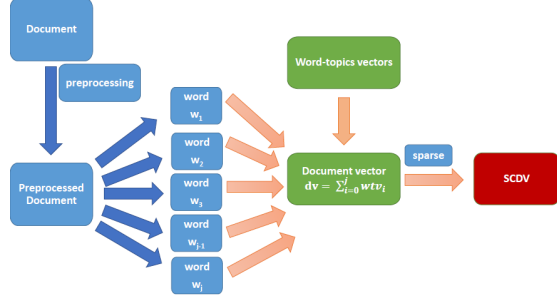 Document
preprocessing
Preprocessed
Document
word
w₁
word
w₂
word
w₃
word
wⱼ₋₁
word
wⱼ
Word-topics vectors
Document vector
dv = ∑ʲᵢ₌₀ wtvᵢ
sparse
SCDV